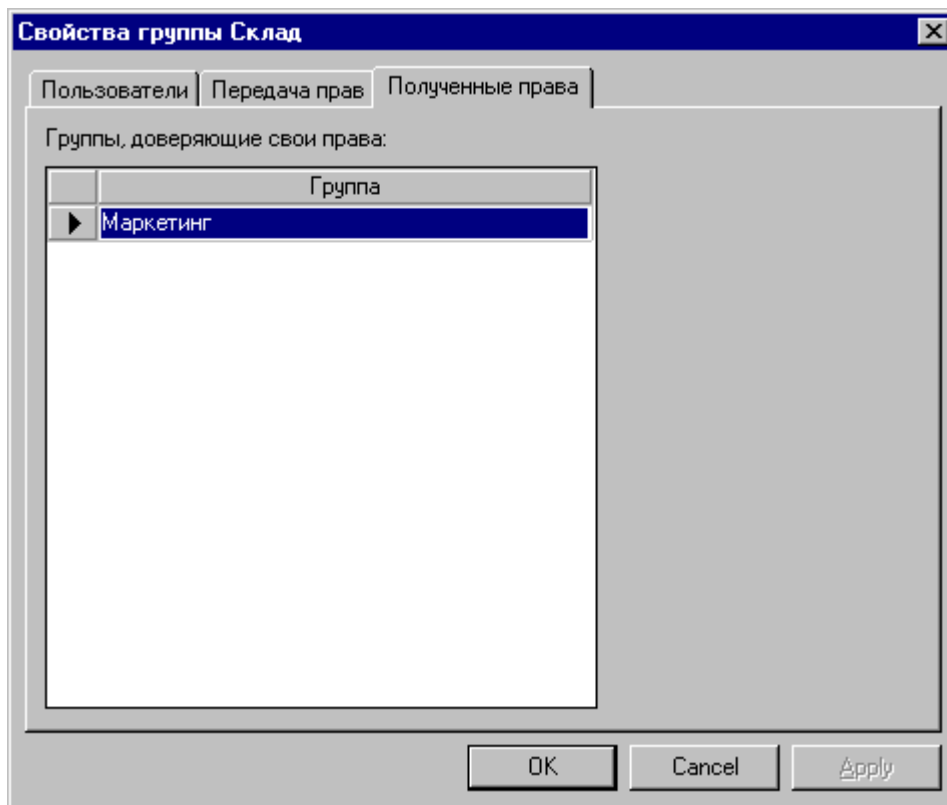 Свойства группы Склад
Пользователи Передача прав Полученные права
Группы, доверяющие свои права:
Группа
Маркетинг
OK Cancel Apply